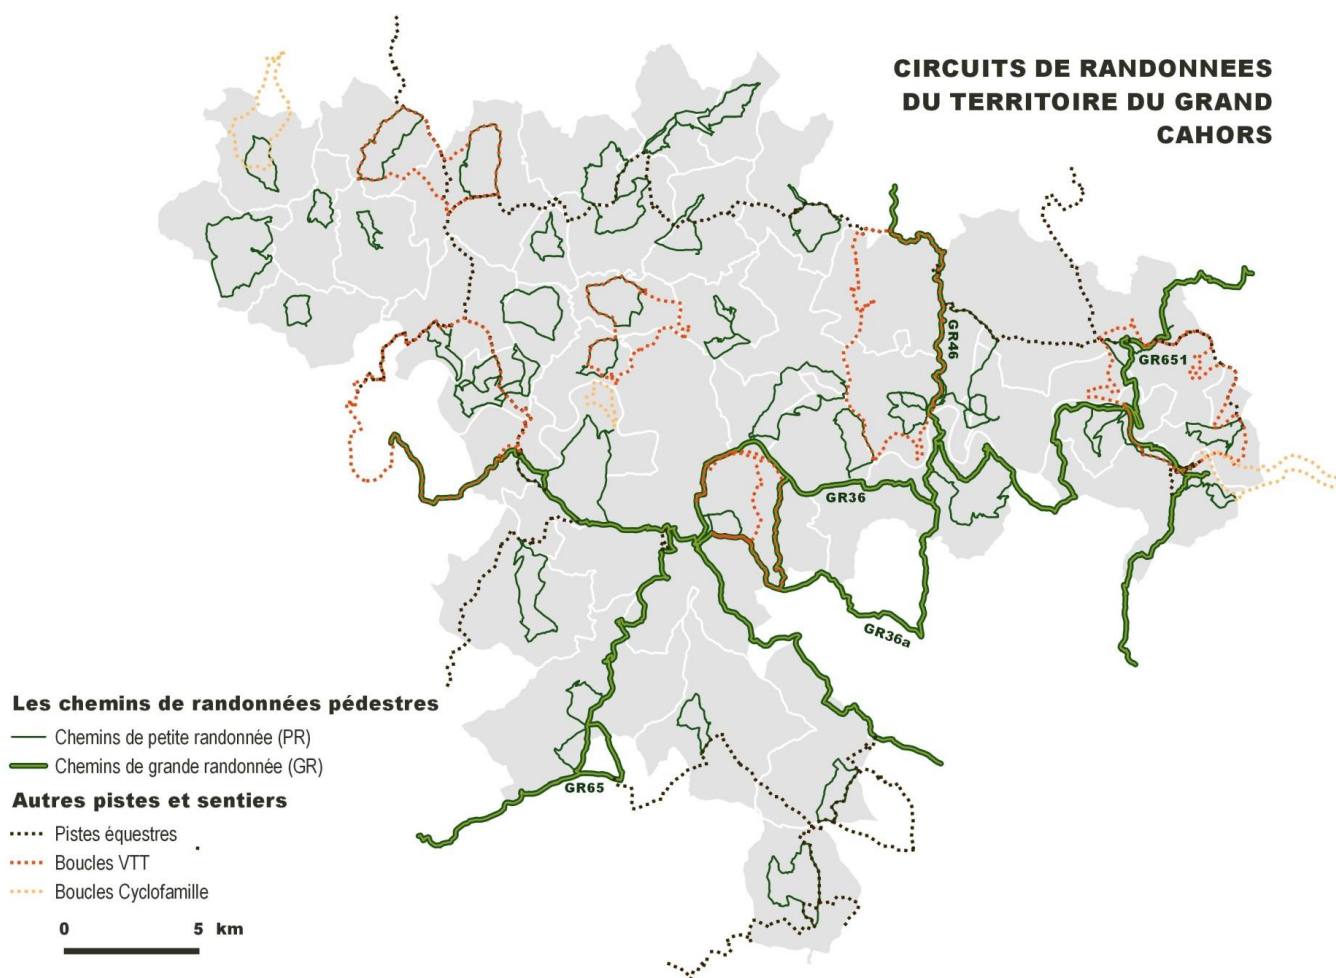 CIRCUITS DE RANDONNEES
DU TERRITOIRE DU GRAND
CAHORS
GR46
GR651
GR36
GR36a
GR65
Les chemins de randonnées pédestres
Chemins de petite randonnée (PR)
Chemins de grande randonnée (GR)
Autres pistes et sentiers
Pistes équestres
Boucles VTT
Boucles Cyclofamille
0 5 km